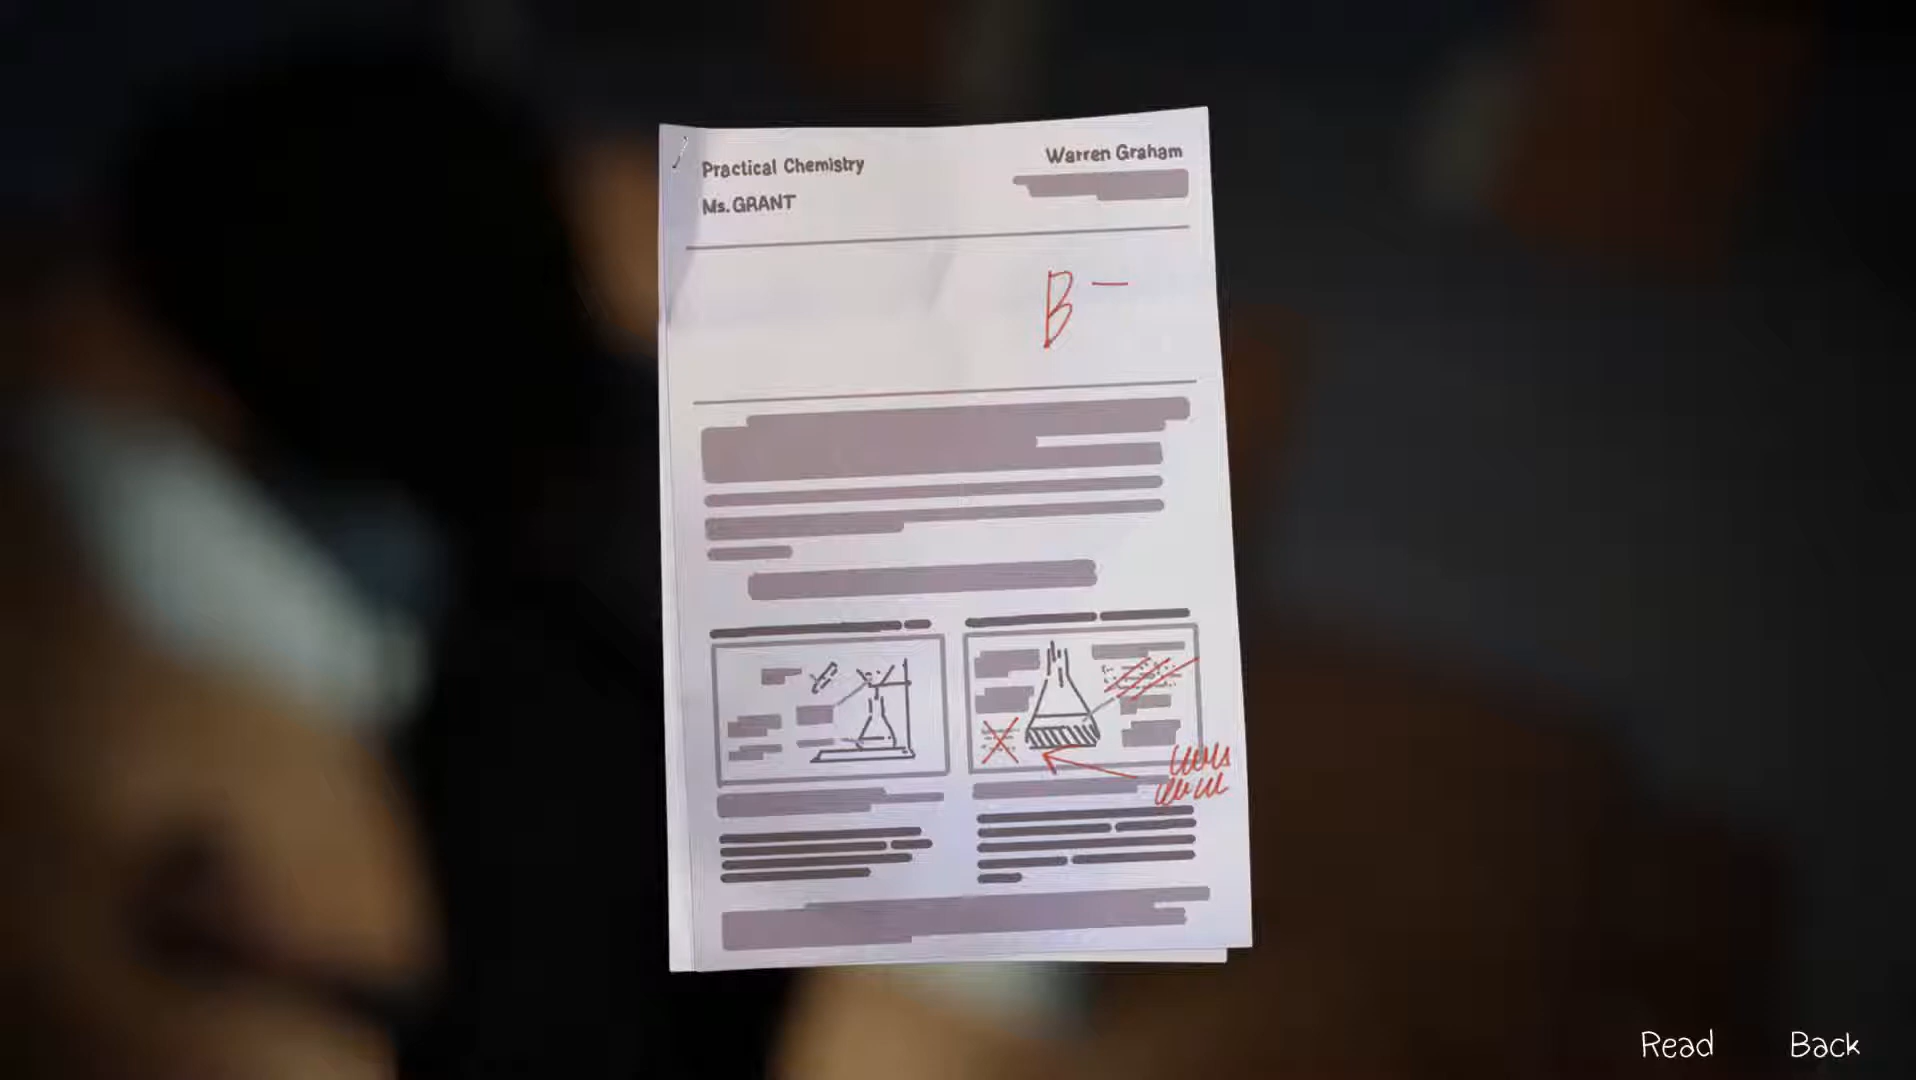 Practical Chemistry
Warren Graham
Ms. GRANT
B-
Read
Back